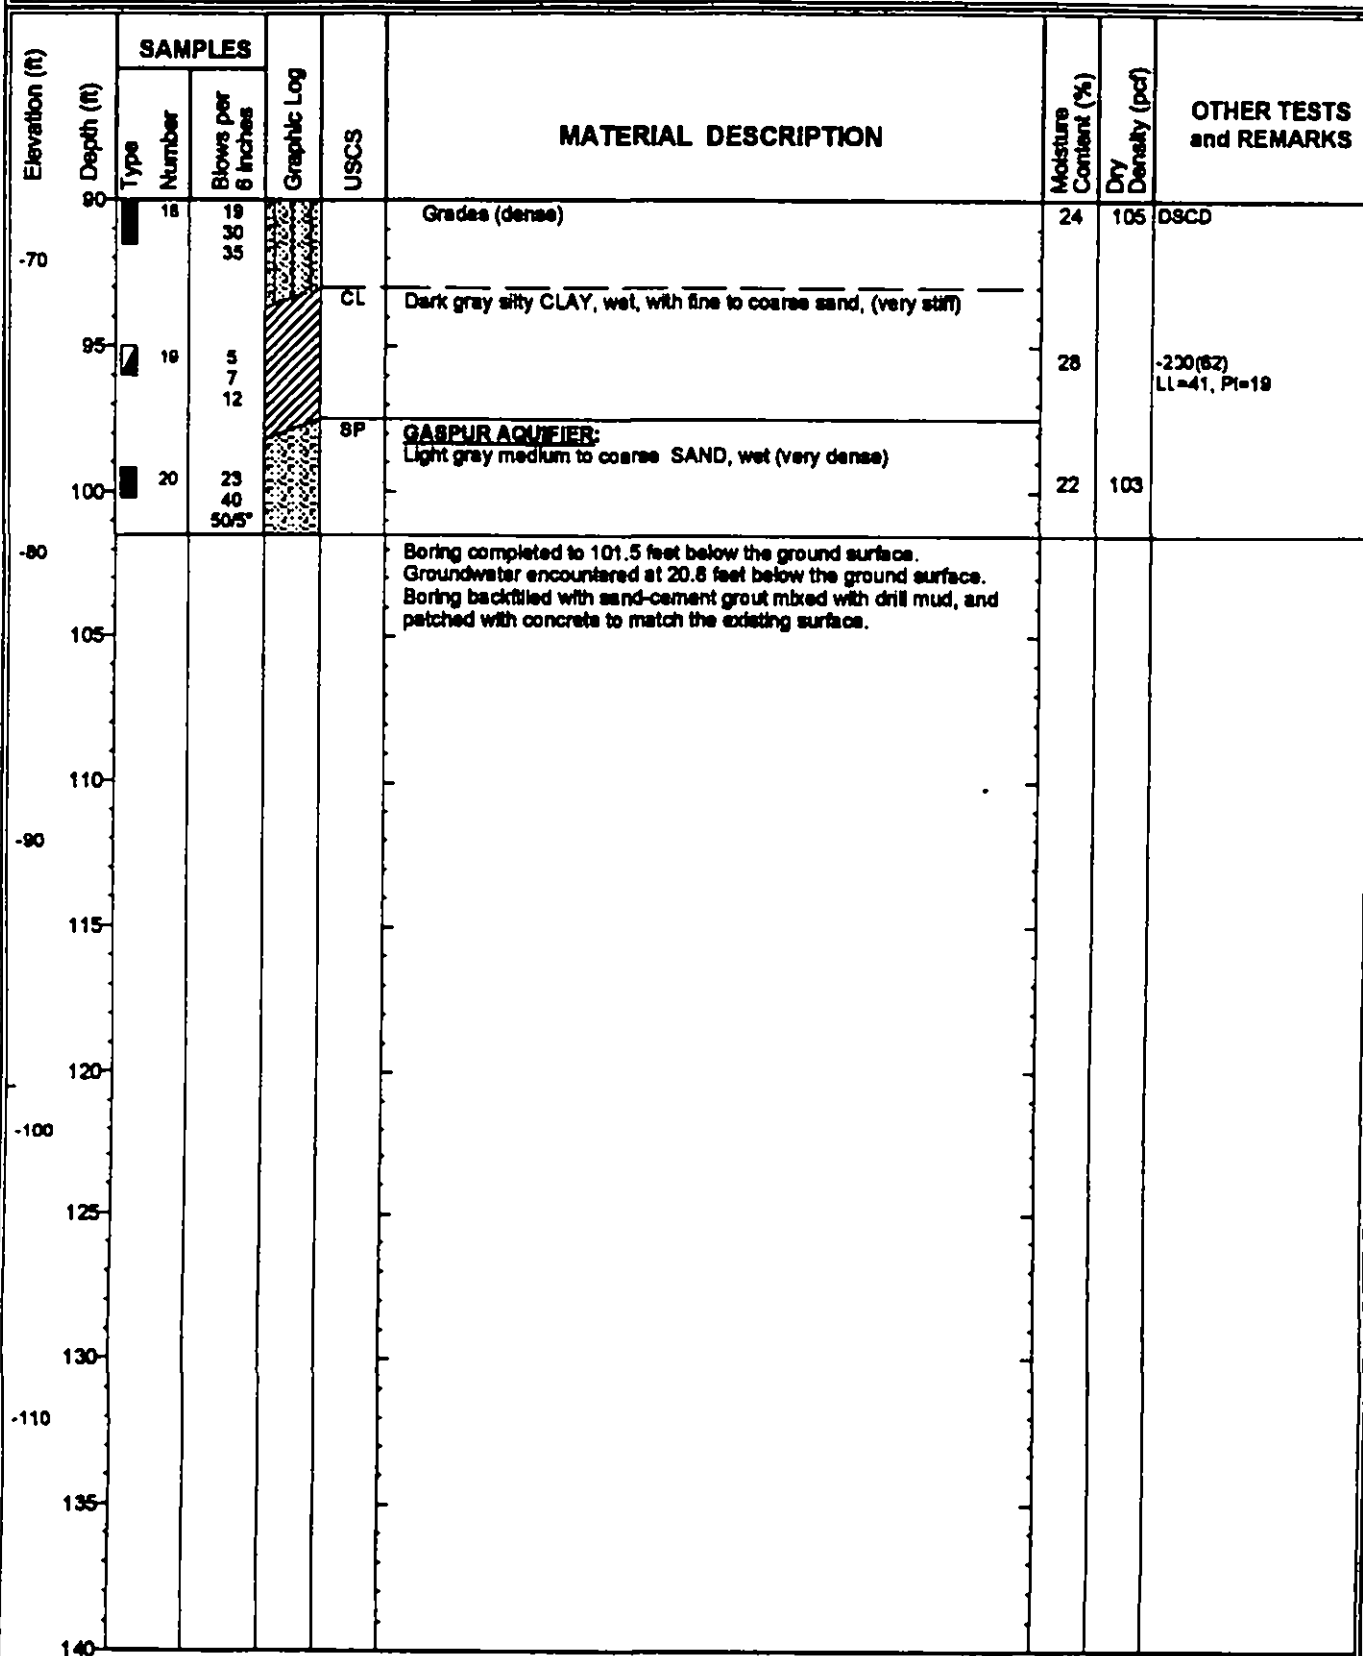 SAMPLES
Elevation (ft)
Depth (ft)
Type
Number
Blows per
6 inches
Graphic Log
USCS
MATERIAL DESCRIPTION
Moisture
Content (%)
Dry
Density (pcf)
OTHER TESTS
and REMARKS
90
19
Grades (dense)
24
105
DSCD
30
35
-70
CL
Dark gray silty CLAY, wet, with fine to coarse sand, (very stiff)
95
19
5
28
7
LL=41, PI=19
12
SP
GASPUR AQUIFIER:
Light gray medium to coarse SAND, wet (very dense)
20
23
22
103
100
40
50/5"
-80
Boring completed to 101.5 feet below the ground surface.
Groundwater encountered at 20.8 feet below the ground surface.
Boring backfilled with sand-cement grout mixed with drill mud, and
patched with concrete to match the existing surface.
105
110
-90
115
120
-100
125
130
-110
135
140